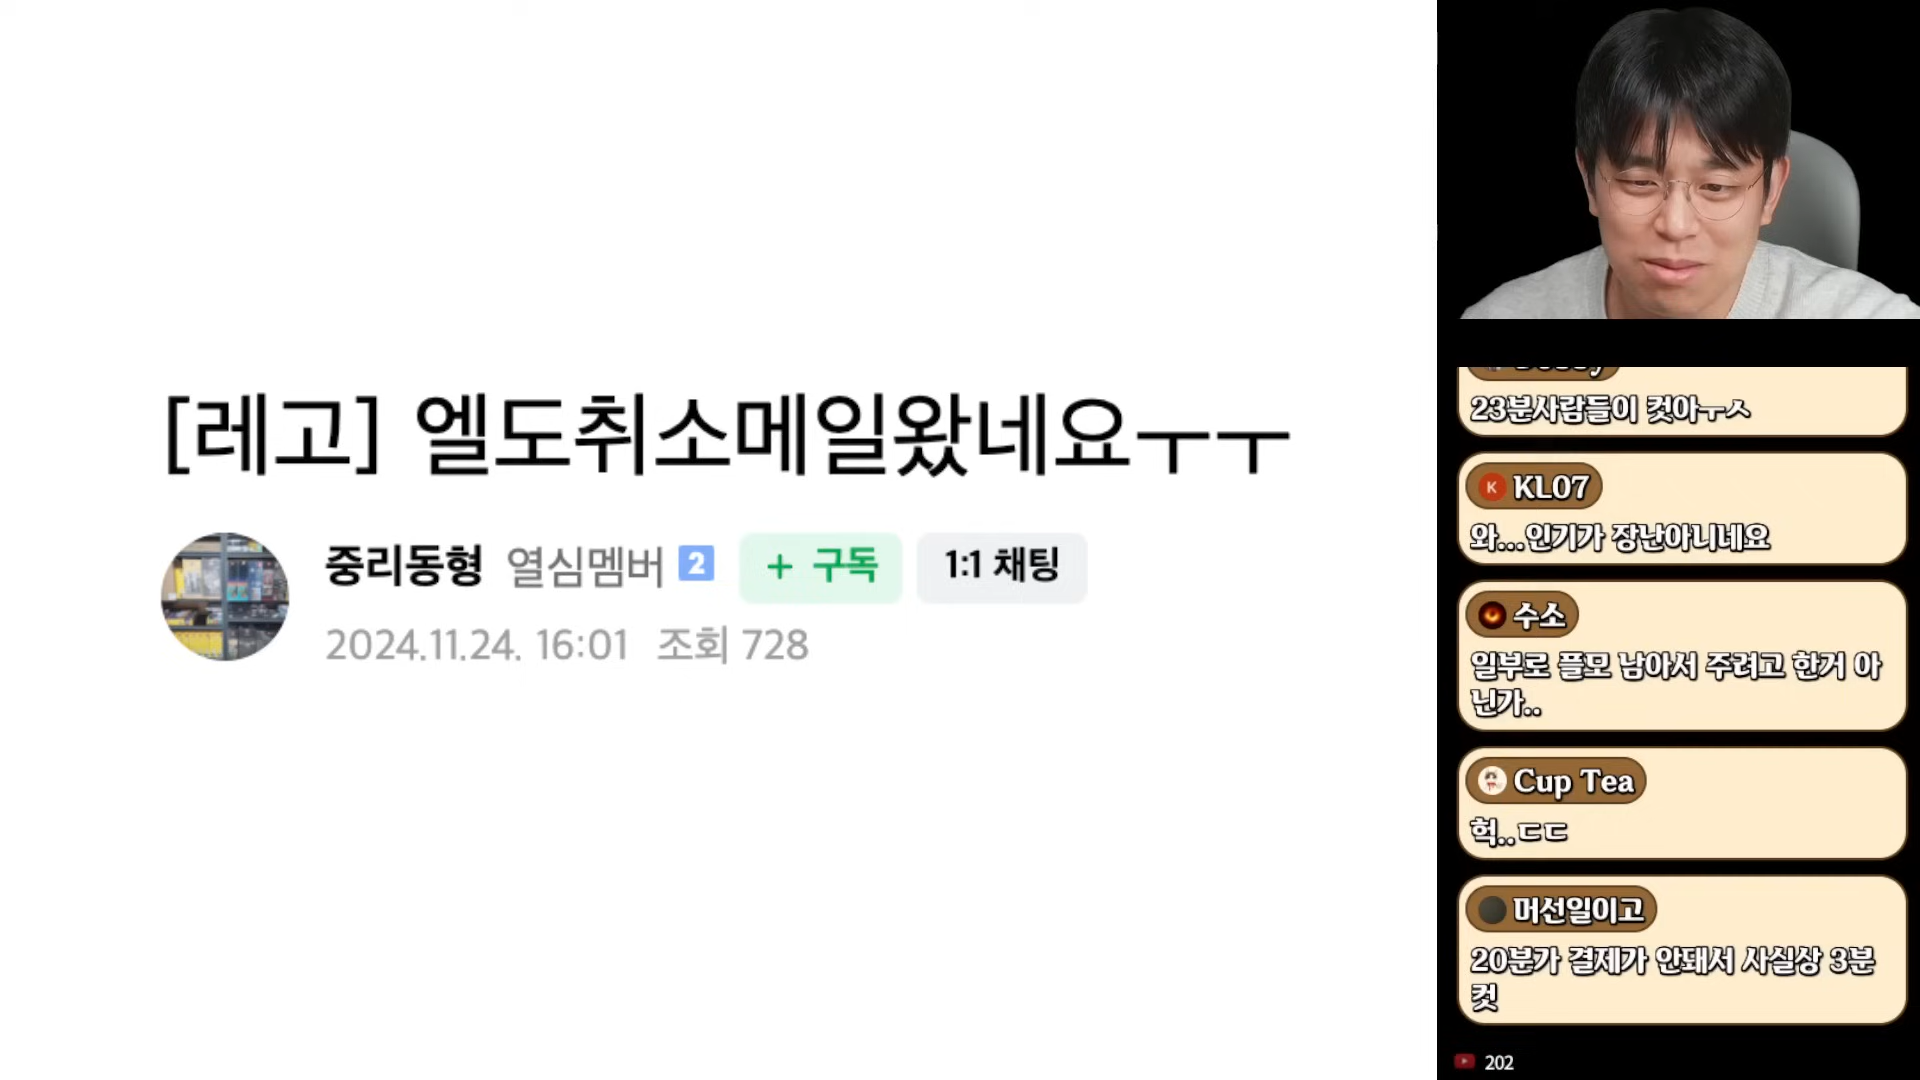 [레고] 엘도취소메일왔네요ㅜㅜ
중리동형 열심멤버 2 + 구독 1:1 채팅
2024.11.24. 16:01 조회 728
23분사람들이 컷아ㅜㅅ
K KL07
와...인기가 장난아니네요
수소
일부로 플모 남아서 주려고 한거 아
닌가..
Cup Tea
헉..ㄷㄷ
머선일이고
20분가 결제가 안돼서 사실상 3분
컷
202